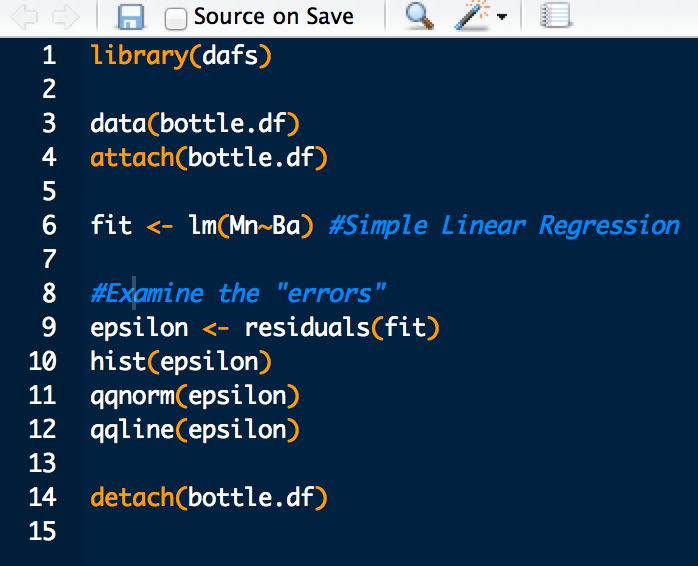 Source on Save
1 library(dafs)
2
3 data(bottle.df)
4 attach(bottle.df)
5
6 fit <- lm(Mn~Ba) #Simple Linear Regression
7
8 #Examine the "errors"
9 epsilon <- residuals(fit)
10 hist(epsilon)
11 qqnorm(epsilon)
12 qqline(epsilon)
13
14 detach(bottle.df)
15